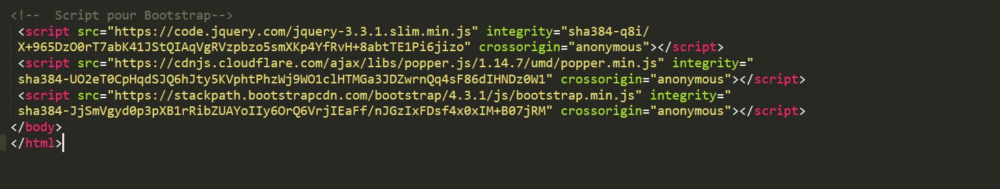 <!--  Script pour Bootstrap-->
<script src="https://code.jquery.com/jquery-3.3.1.slim.min.js" integrity="sha384-q8i/
X+965DzO0rT7abK41JStQIAqVgRVzpbzo5smXKp4YfRvH+8abtTE1Pi6jizo" crossorigin="anonymous"></script>
<script src="https://cdnjs.cloudflare.com/ajax/libs/popper.js/1.14.7/umd/popper.min.js" integrity="
sha384-UO2eT0CpHqdSJQ6hJty5KVphtPhzWj9WO1clHTMGa3JDZwrnQq4sF86dIHNDz0W1" crossorigin="anonymous"></script>
<script src="https://stackpath.bootstrapcdn.com/bootstrap/4.3.1/js/bootstrap.min.js" integrity="
sha384-JjSmVgyd0p3pXB1rRibZUAYoIIy6OrQ6VrjIEaFf/nJGzIxFDsf4x0xIM+B07jRM" crossorigin="anonymous"></script>
</body>
</html>